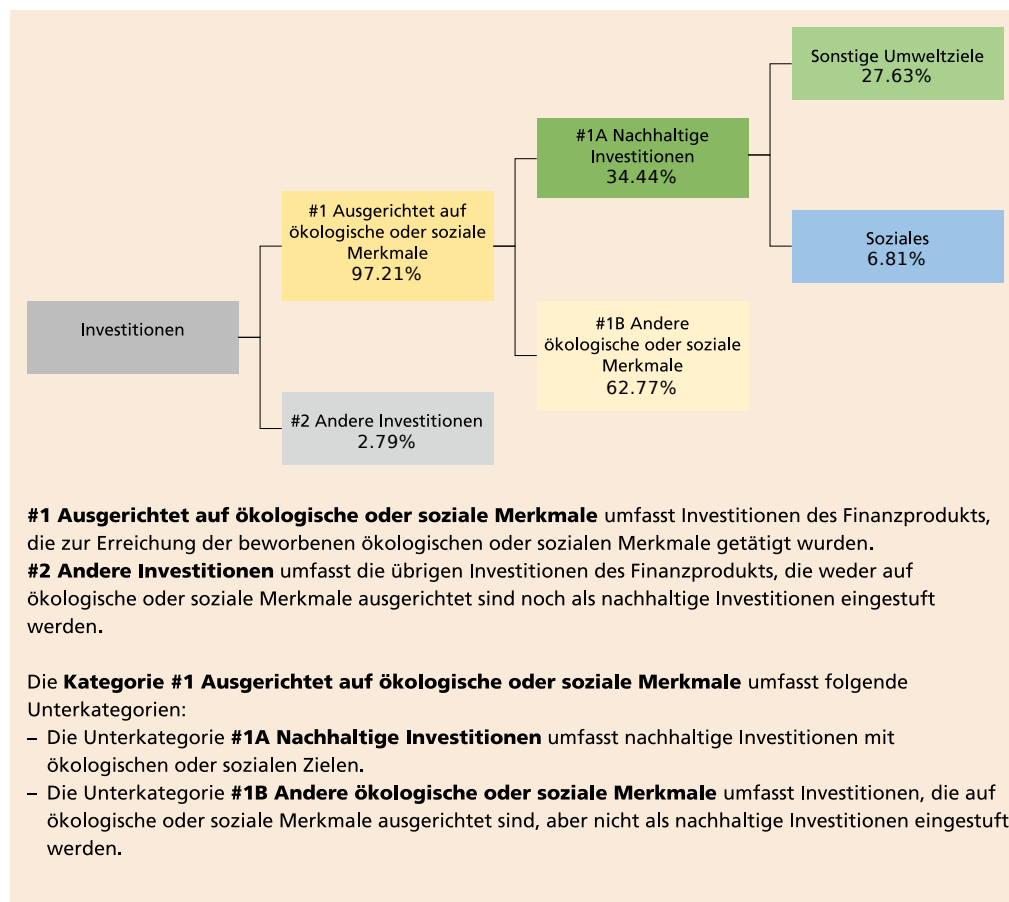 Sonstige Umweltziele
27.63%
#1A Nachhaltige
Investitionen
34.44%
#1 Ausgerichtet auf
ökologische oder soziale
Merkmale
97.21%
Soziales
6.81%
Investitionen
#1B Andere
ökologische oder soziale
Merkmale
62.77%
#2 Andere Investitionen
2.79%
#1 Ausgerichtet auf ökologische oder soziale Merkmale umfasst Investitionen des Finanzprodukts,
die zur Erreichung der beworbenen ökologischen oder sozialen Merkmale getätigt wurden.
#2 Andere Investitionen umfasst die übrigen Investitionen des Finanzprodukts, die weder auf
ökologische oder soziale Merkmale ausgerichtet sind noch als nachhaltige Investitionen eingestuft
werden.
Die Kategorie #1 Ausgerichtet auf ökologische oder soziale Merkmale umfasst folgende
Unterkategorien:
– Die Unterkategorie #1A Nachhaltige Investitionen umfasst nachhaltige Investitionen mit
ökologischen oder sozialen Zielen.
– Die Unterkategorie #1B Andere ökologische oder soziale Merkmale umfasst Investitionen, die auf
ökologische oder soziale Merkmale ausgerichtet sind, aber nicht als nachhaltige Investitionen eingestuft
werden.